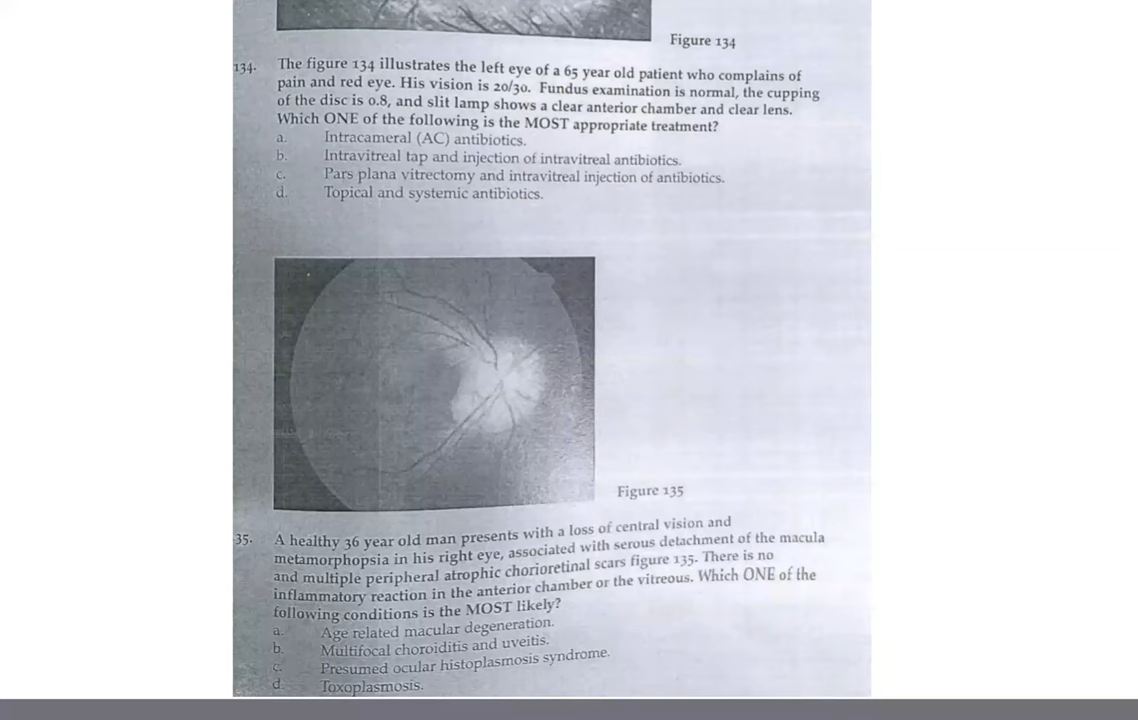 Figure 134
134. The figure 134 illustrates the left eye of a 65 year old patient who complains of
pain and red eye. His vision is 20/30. Fundus examination is normal, the cupping
of the disc is 0.8, and slit lamp shows a clear anterior chamber and clear lens.
Which ONE of the following is the MOST appropriate treatment?
a. Intracameral (AC) antibiotics.
b. Intravitreal tap and injection of intravitreal antibiotics.
c. Pars plana vitrectomy and intravitreal injection of antibiotics.
d. Topical and systemic antibiotics.
Figure 135
35. A healthy 36 year old man presents with a loss of central vision and
metamorphopsia in his right eye, associated with serous detachment of the macula
and multiple peripheral atrophic chorioretinal scars figure 135. There is no
inflammatory reaction in the anterior chamber or the vitreous. Which ONE of the
following conditions is the MOST likely?
a. Age related macular degeneration.
b. Multifocal choroiditis and uveitis.
c. Presumed ocular histoplasmosis syndrome.
d. Toxoplasmosis.